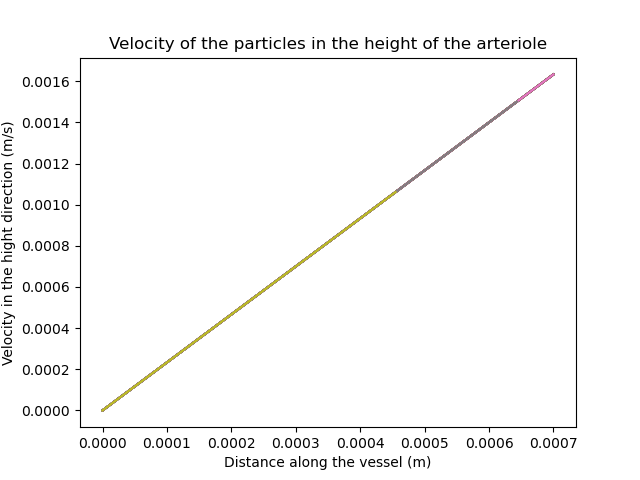 Velocity of the particles in the height of the arteriole
Velocity in the hight direction (m/s)
0.0016
0.0014
0.0012
0.0010
0.0008
0.0006
0.0004
0.0002
0.0000
0.0000 0.0001 0.0002 0.0003 0.0004 0.0005 0.0006 0.0007
Distance along the vessel (m)